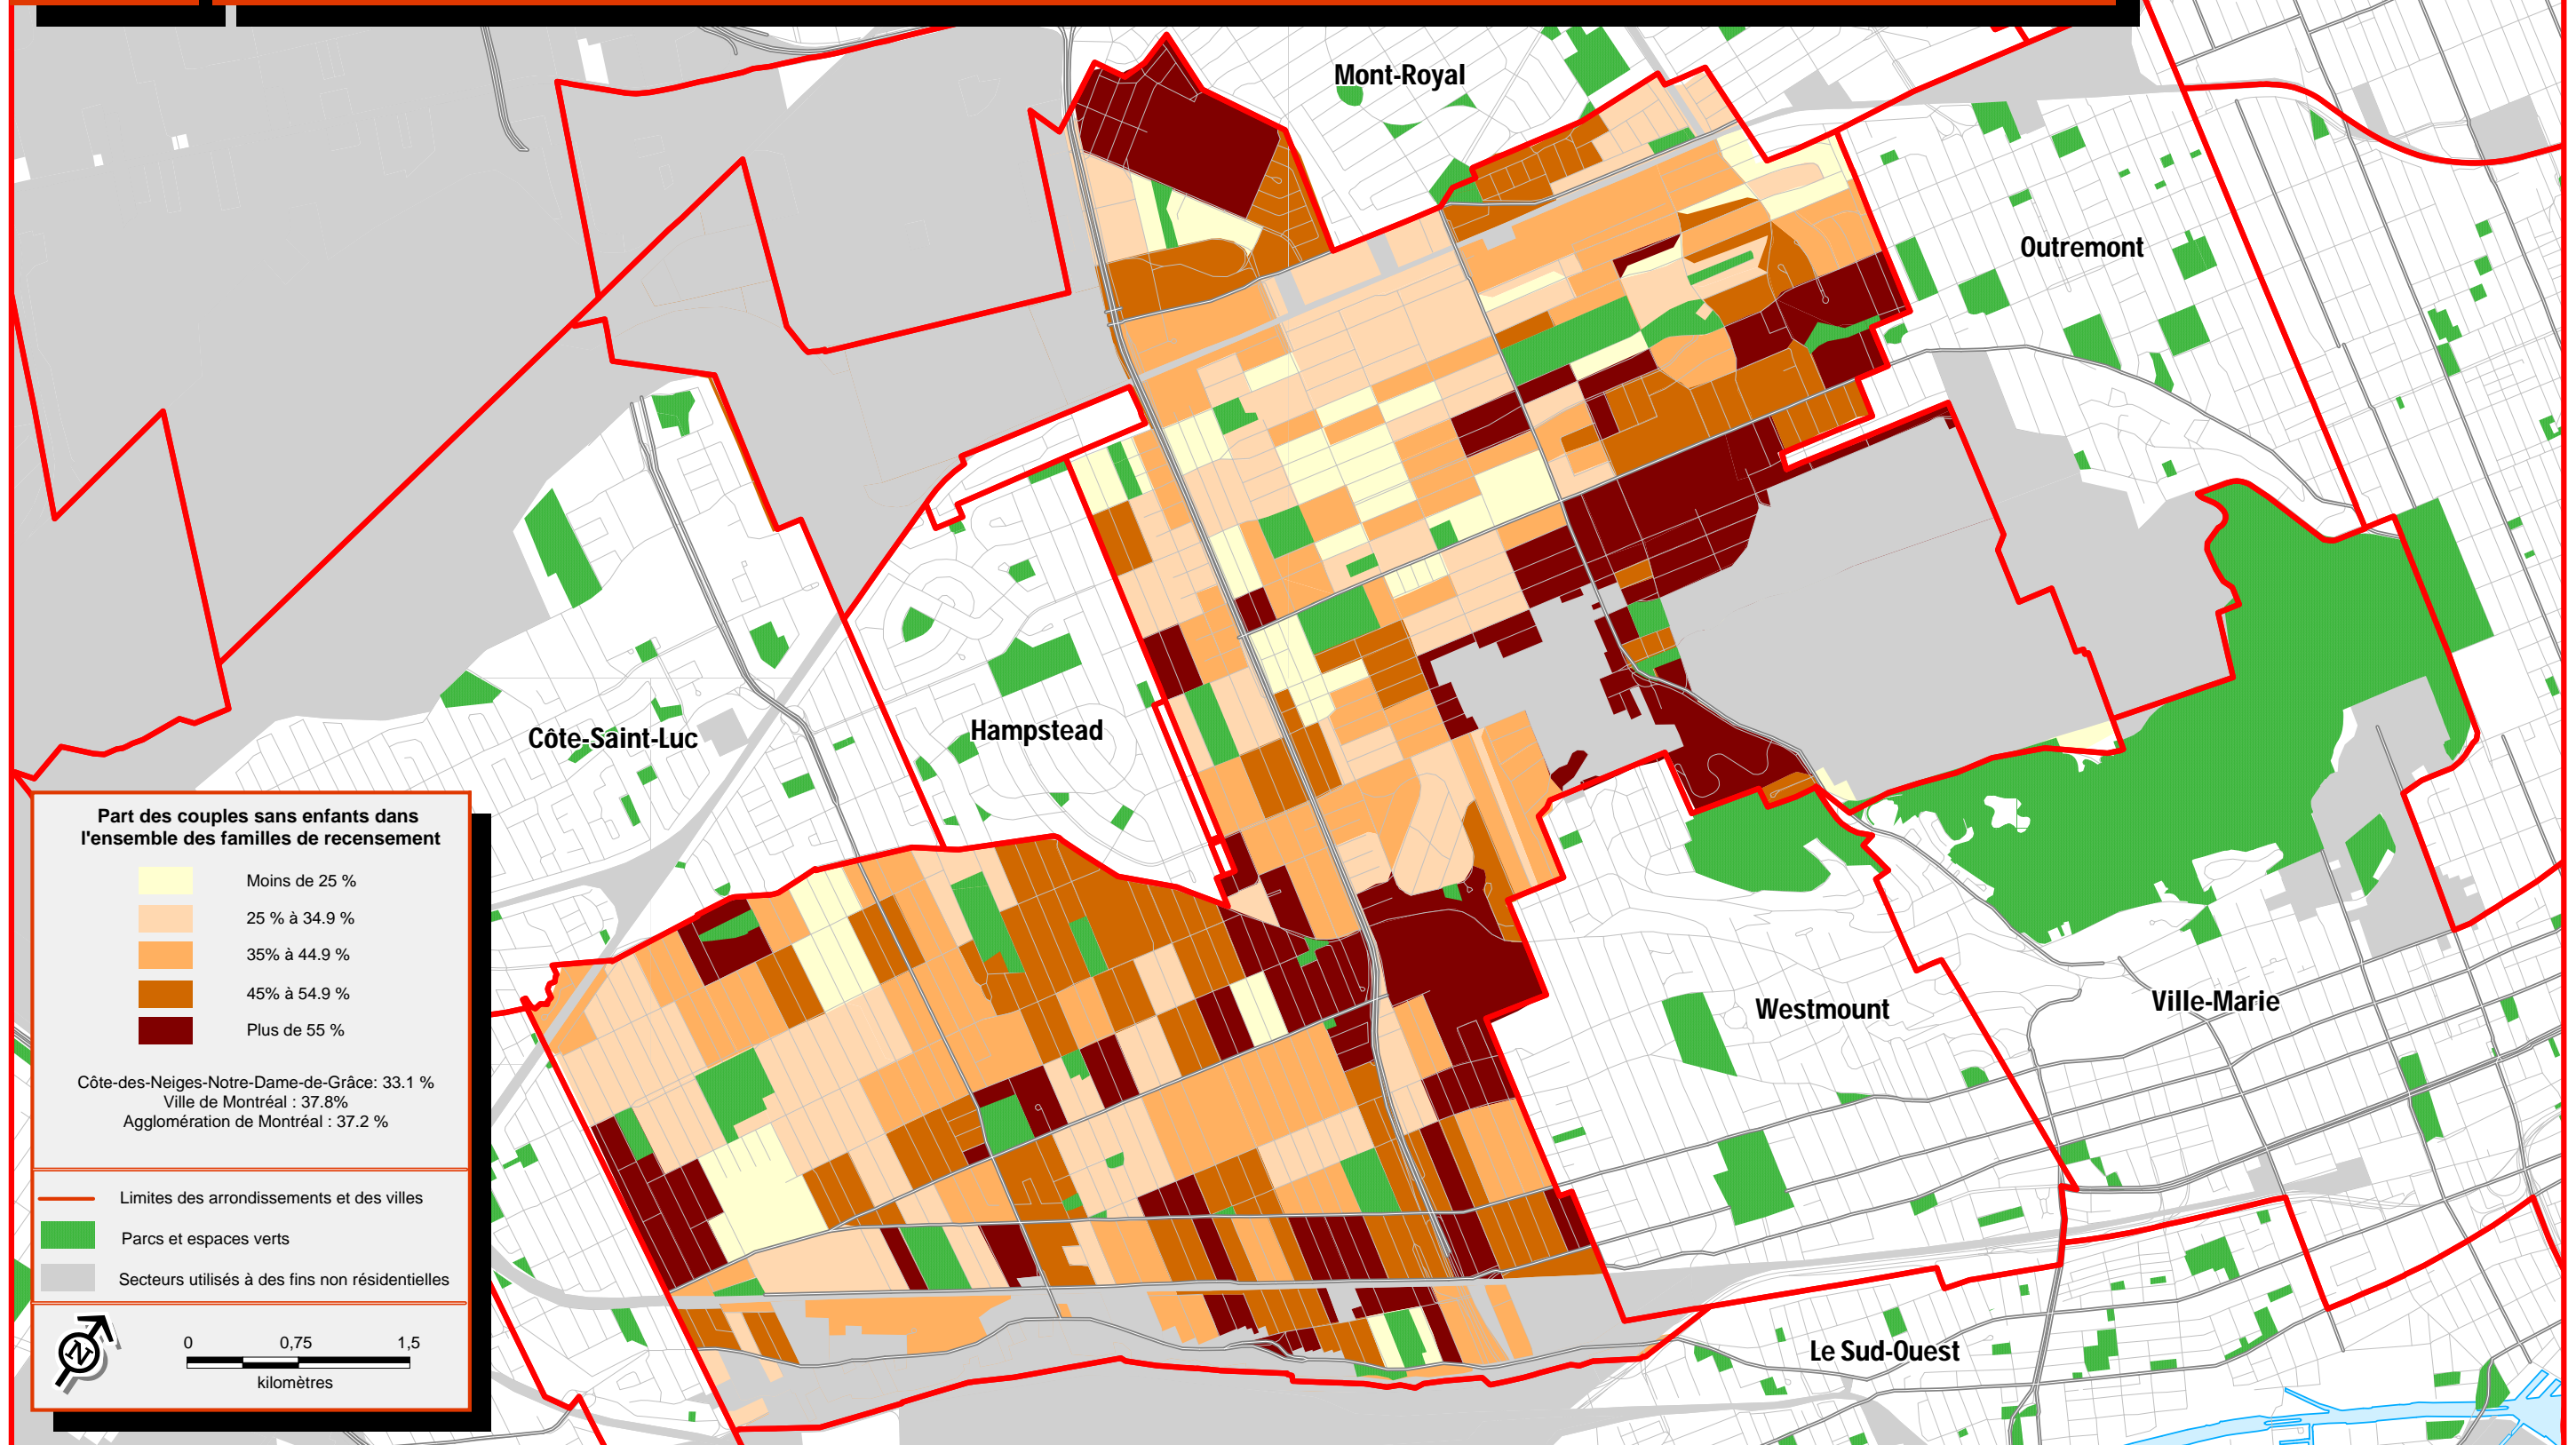 Mont-Royal
Outremont
Côte-Saint-Luc
Hampstead
Westmount
Ville-Marie
Le Sud-Ouest
Part des couples sans enfants dans
l'ensemble des familles de recensement
Moins de 25 %
25 % à 34.9 %
35% à 44.9 %
45% à 54.9 %
Plus de 55 %
Côte-des-Neiges-Notre-Dame-de-Grâce: 33.1 %
Ville de Montréal : 37.8%
Agglomération de Montréal : 37.2 %
Limites des arrondissements et des villes
Parcs et espaces verts
Secteurs utilisés à des fins non résidentielles
N
0 0,75 1,5
kilomètres